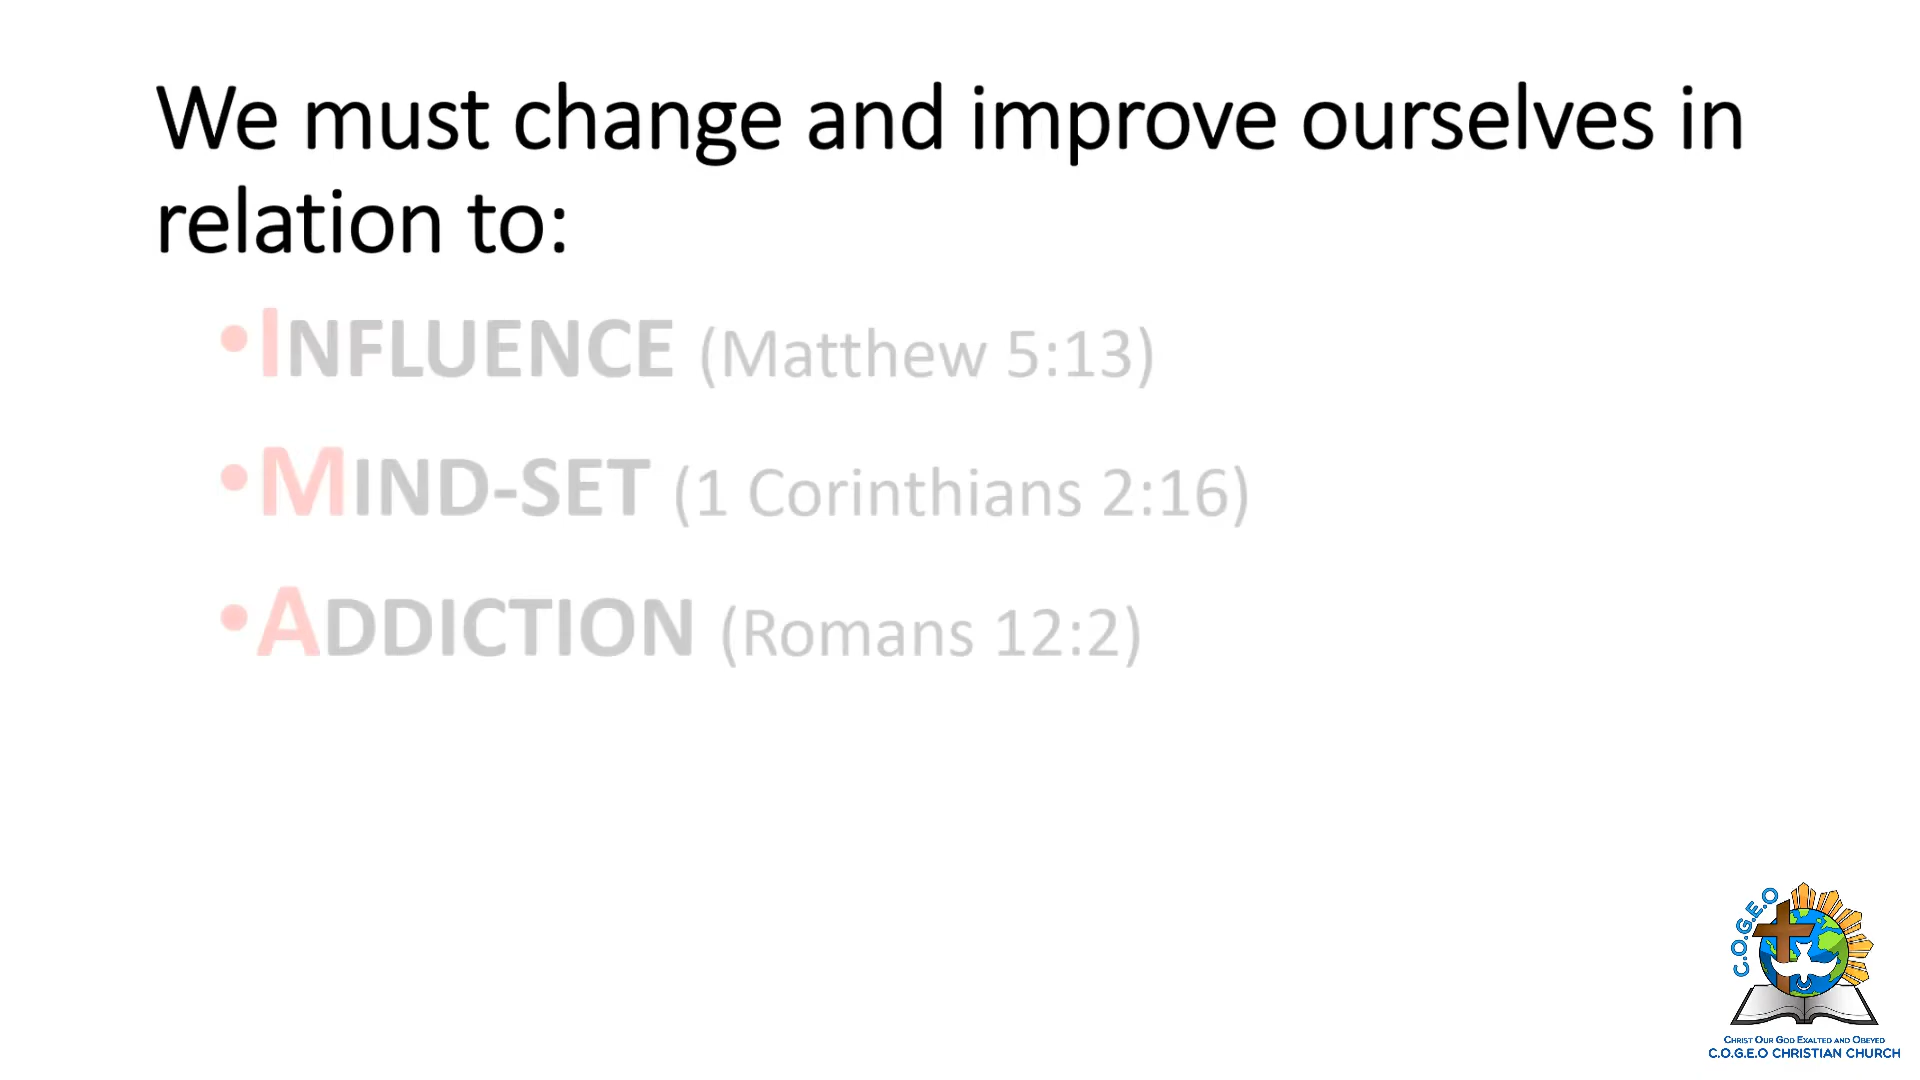 We must change and improve ourselves in
relation to:
•INFLUENCE (Matthew 5:13)
•MIND-SET (1 Corinthians 2:16)
•ADDICTION (Romans 12:2)
C.O.G.E.O
CHRIST OUR GOD EXALTED AND OBEYED
C.O.G.E.O CHRISTIAN CHURCH